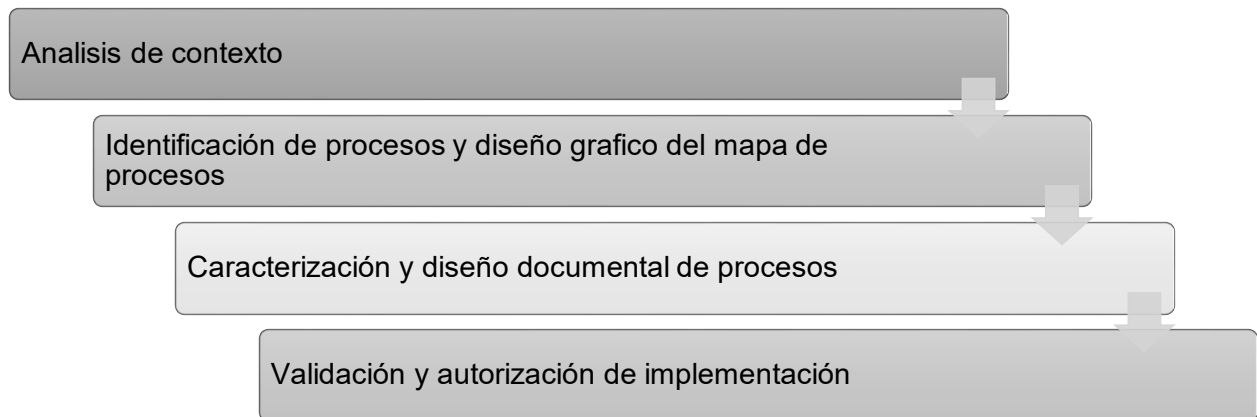 Analisis de contexto
Identificación de procesos y diseño grafico del mapa de
procesos
Caracterización y diseño documental de procesos
Validación y autorización de implementación